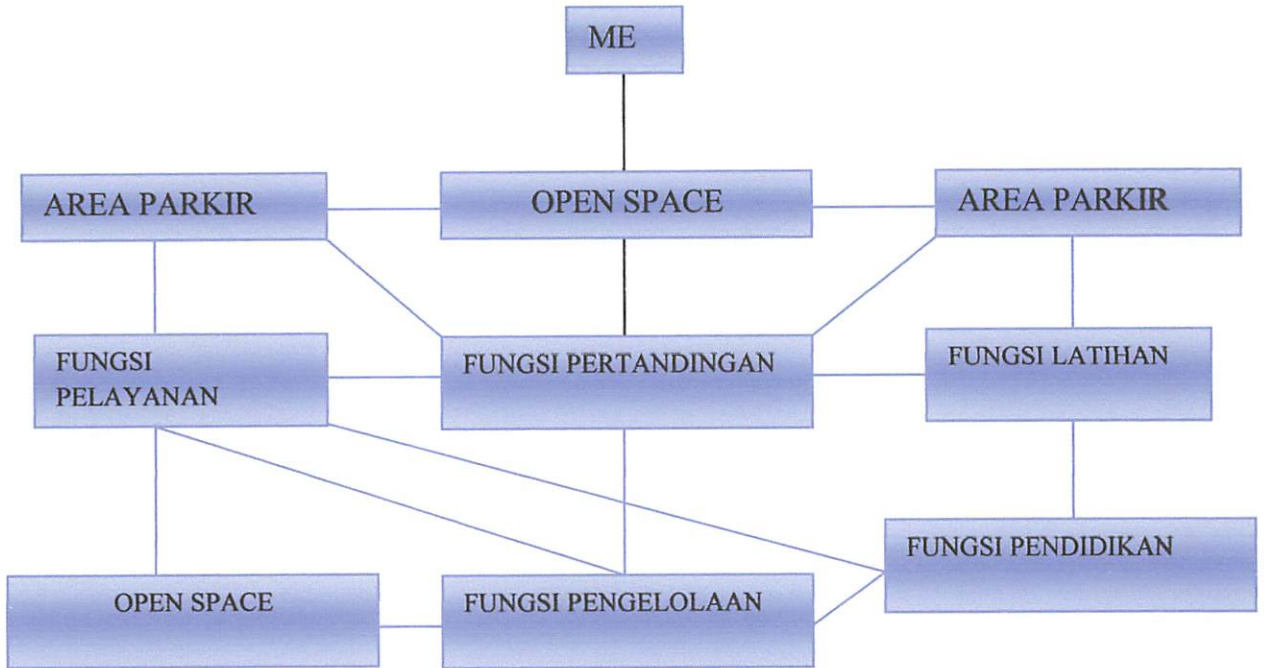 ME
AREA PARKIR
OPEN SPACE
AREA PARKIR
FUNGSI
PELAYANAN
FUNGSI PERTANDINGAN
FUNGSI LATIHAN
FUNGSI PENDIDIKAN
OPEN SPACE
FUNGSI PENGELOLAAN